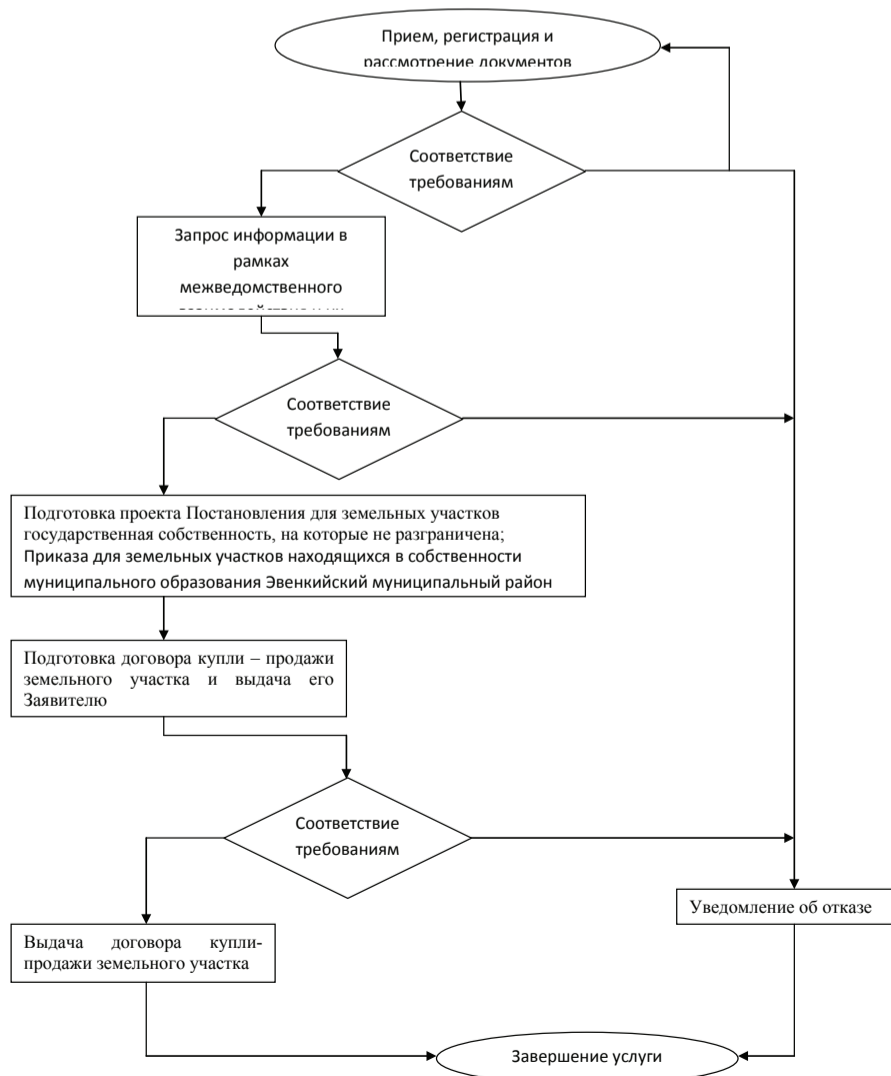 Прием, регистрация и
рассмотрение документов
Соответствие
требованиям
Запрос информации в
рамках
межведомственного
Соответствие
требованиям
Подготовка проекта Постановления для земельных участков
государственная собственность, на которые не разграничена;
Приказа для земельных участков находящихся в собственности
муниципального образования Эвенкийский муниципальный район
Подготовка договора купли – продажи
земельного участка и выдача его
Заявителю
Соответствие
требованиям
Уведомление об отказе
Выдача договора купли-
продажи земельного участка
Завершение услуги